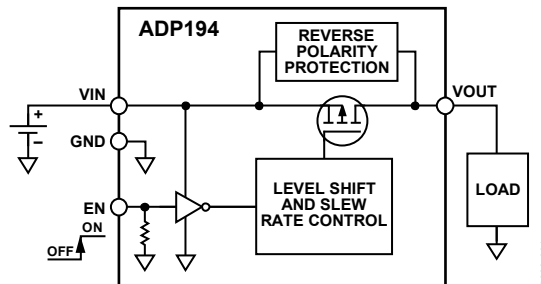 ADP194
REVERSE
POLARITY
PROTECTION
VIN
VOUT
+
–
GND
LEVEL SHIFT
AND SLEW
RATE CONTROL
LOAD
EN
ON
OFF